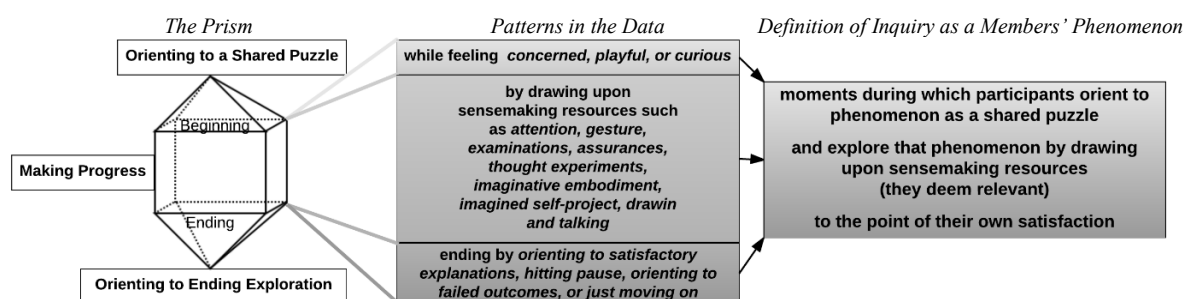 The Prism
Patterns in the Data
Definition of Inquiry as a Members’ Phenomenon
Orienting to a Shared Puzzle
Beginning
Making Progress
Ending
Orienting to Ending Exploration
while feeling concerned, playful, or curious
by drawing upon
sensemaking resources such
as attention, gesture,
examinations, assurances,
thought experiments,
imaginative embodiment,
imagined self-project, drawin
and talking
ending by orienting to satisfactory
explanations, hitting pause, orienting to
failed outcomes, or just moving on
moments during which participants orient to
phenomenon as a shared puzzle
and explore that phenomenon by drawing
upon sensemaking resources
(they deem relevant)
to the point of their own satisfaction